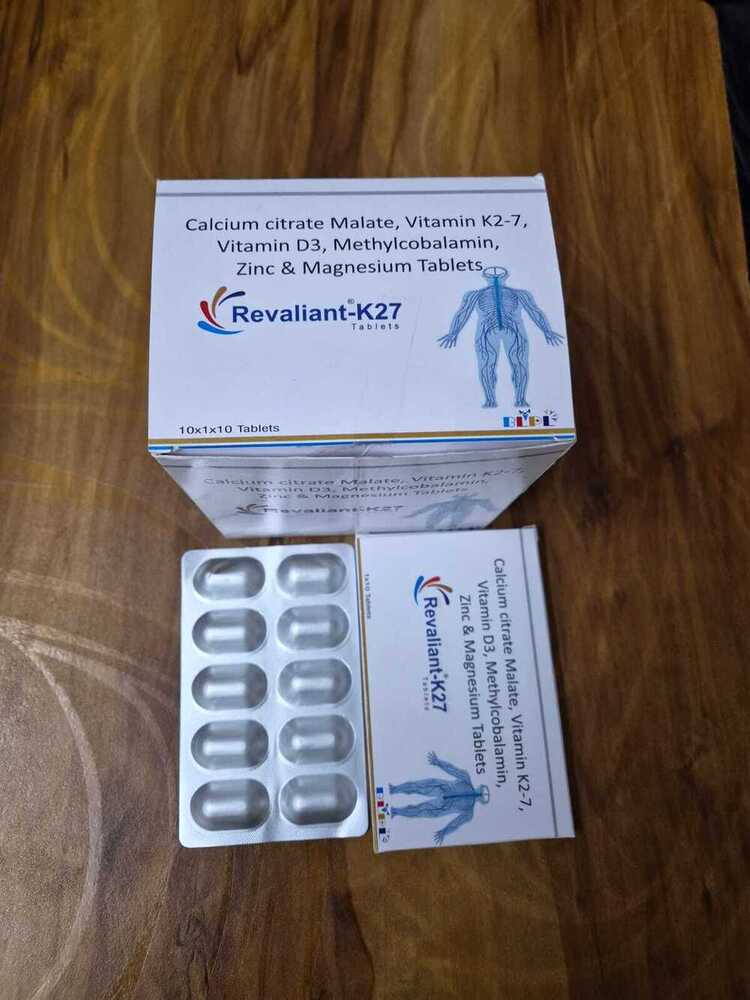 Calcium citrate Malate, Vitamin K2-7,
Vitamin D3, Methylcobalamin,
Zinc & Magnesium Tablets
Revaliant®-K27
Tablets
10x1x10 Tablets
Calcium citrate Malate, Vitamin K2-7,
Vitamin D3, Methylcobalamin,
Zinc & Magnesium Tablets
Revaliant-K27
Calcium citrate Malate, Vitamin K2-7,
Vitamin D3, Methylcobalamin,
Zinc & Magnesium Tablets
Revaliant®-K27
Tablets
1x10 Tablets